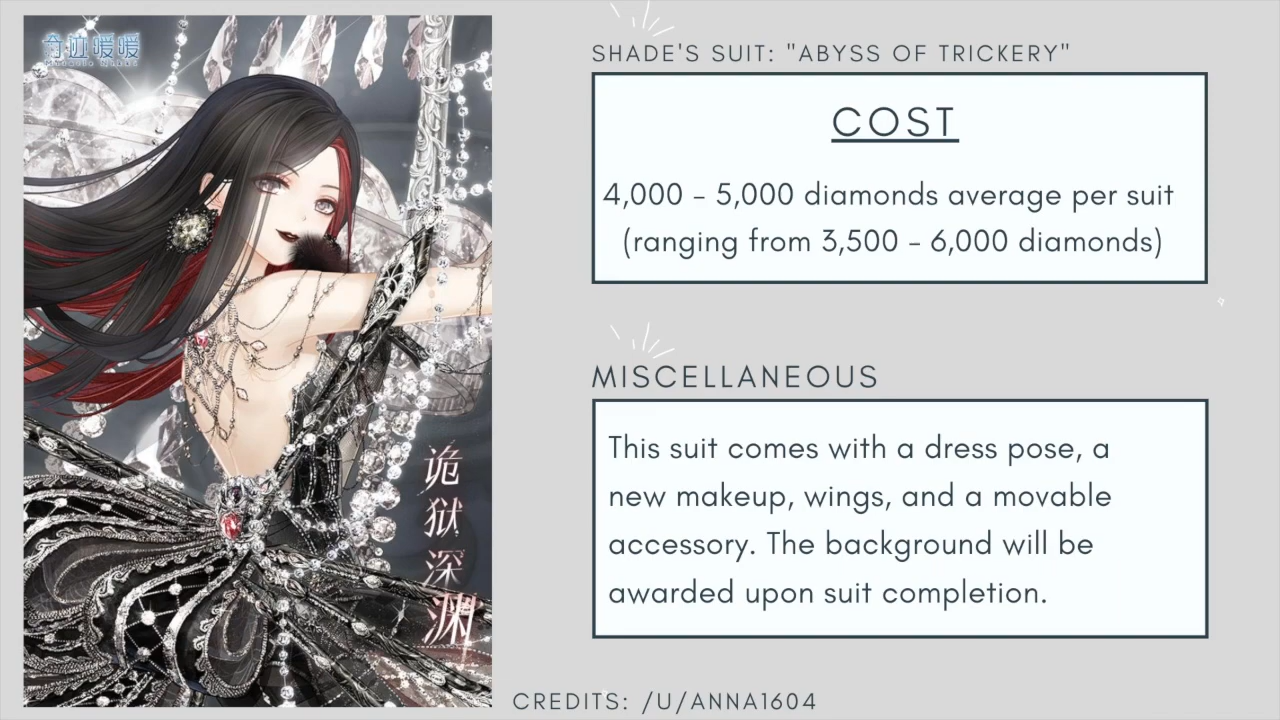 奇迹暖暖
SHADE'S SUIT: "ABYSS OF TRICKERY"
COST
4,000 – 5,000 diamonds average per suit
(ranging from 3,500 – 6,000 diamonds)
MISCELLANEOUS
This suit comes with a dress pose, a
new makeup, wings, and a movable
accessory. The background will be
awarded upon suit completion.
诡狱深渊
CREDITS: /U/ANNA1604